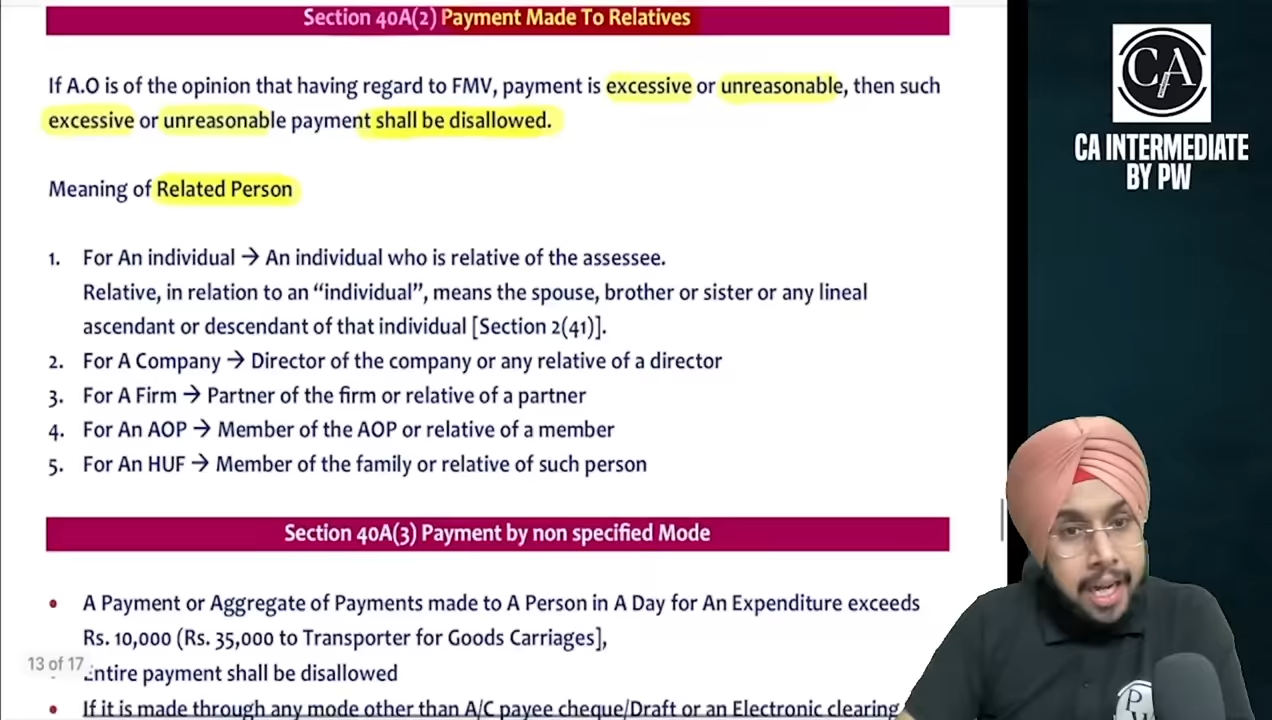 Section 40A(2) Payment Made To Relatives
If A.O is of the opinion that having regard to FMV, payment is excessive or unreasonable, then such
excessive or unreasonable payment shall be disallowed.
Meaning of Related Person
1. For An individual → An individual who is relative of the assessee.
Relative, in relation to an “individual”, means the spouse, brother or sister or any lineal
ascendant or descendant of that individual [Section 2(41)].
2. For A Company → Director of the company or any relative of a director
3. For A Firm → Partner of the firm or relative of a partner
4. For An AOP → Member of the AOP or relative of a member
5. For An HUF → Member of the family or relative of such person
Section 40A(3) Payment by non specified Mode
• A Payment or Aggregate of Payments made to A Person in A Day for An Expenditure exceeds
Rs. 10,000 (Rs. 35,000 to Transporter for Goods Carriages],
13 of 17
• Entire payment shall be disallowed
• If it is made through any mode other than A/C payee cheque/Draft or an Electronic clearing
CA
CA INTERMEDIATE
BY PW